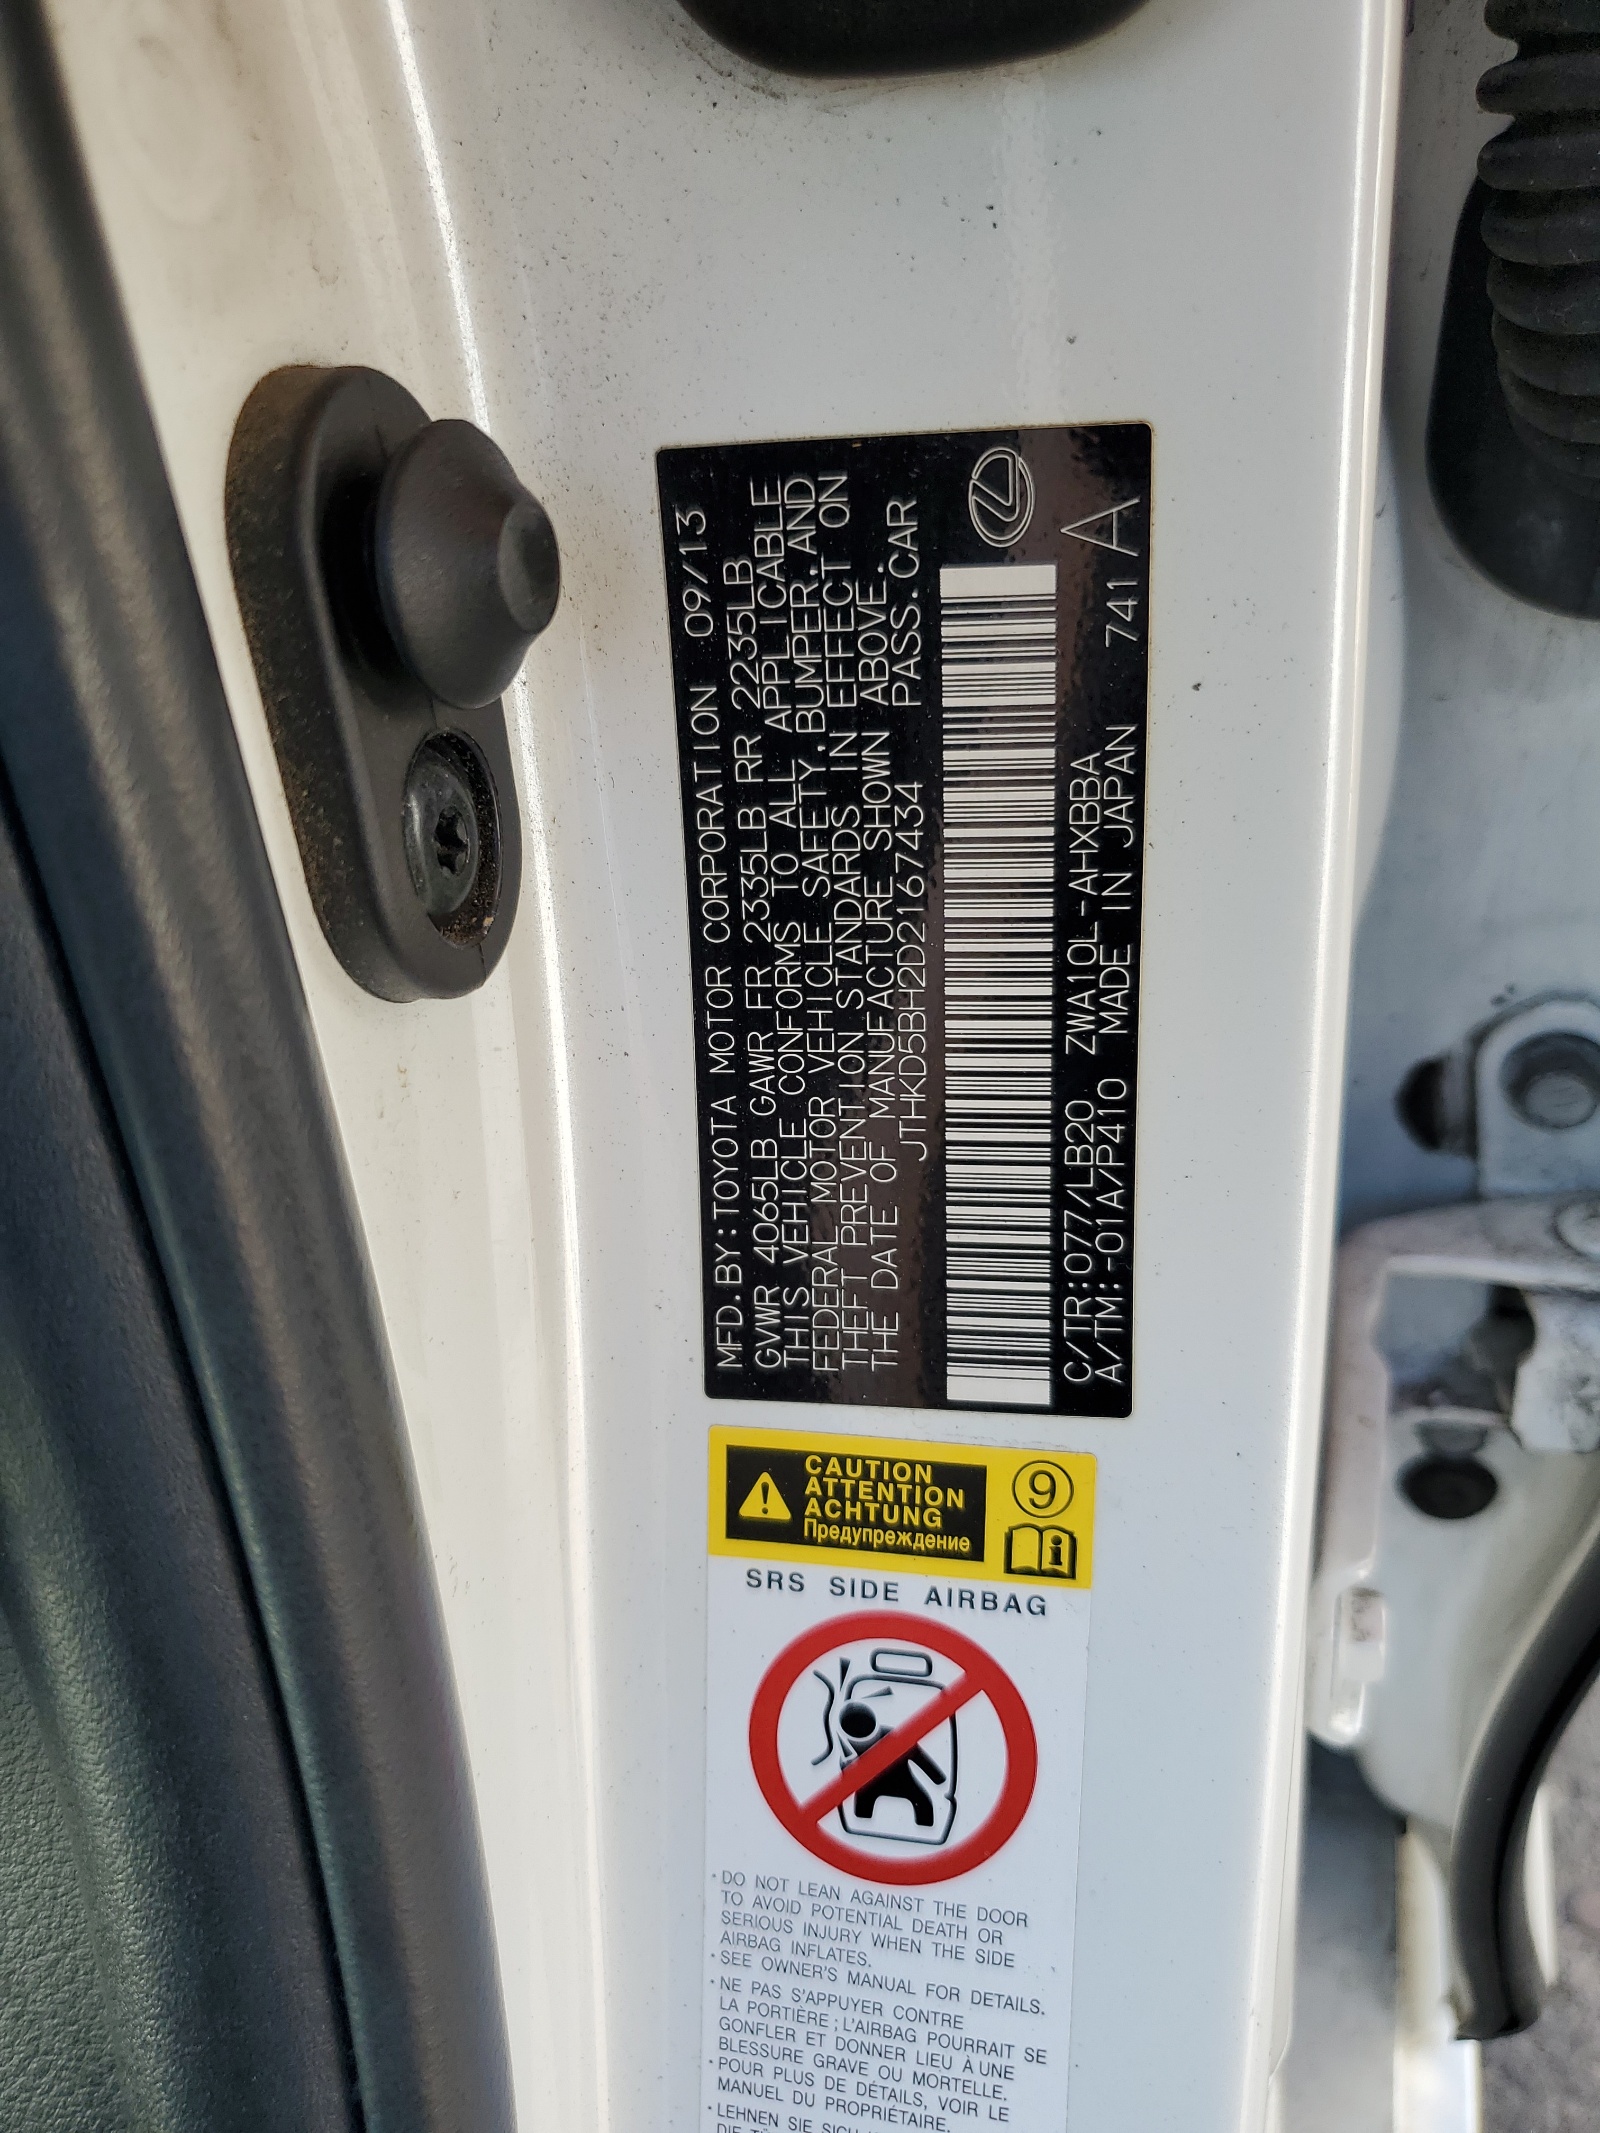 MFD.BY:TOYOTA MOTOR CORPORATION 09/13
GVWR 4065LB GAWR FR 2335LB RR 2235LB
THIS VEHICLE CONFORMS TO ALL APPLICABLE
FEDERAL MOTOR VEHICLE SAFETY,BUMPER,AND
THEFT PREVENTION STANDARDS IN EFFECT ON
THE DATE OF MANUFACTURE SHOWN ABOVE.
JTHKD5BH2D2167434 PASS.CAR
C/TR:077/LB20 ZWA10L-AHXBBA
A/TM:-01A/P410 MADE IN JAPAN 741 A
CAUTION
ATTENTION
ACHTUNG
Предупреждение
9
i
SRS SIDE AIRBAG
・DO NOT LEAN AGAINST THE DOOR
TO AVOID POTENTIAL DEATH OR
SERIOUS INJURY WHEN THE SIDE
AIRBAG INFLATES.
・SEE OWNER'S MANUAL FOR DETAILS.
・NE PAS S'APPUYER CONTRE
LA PORTIÈRE ; L'AIRBAG POURRAIT SE
GONFLER ET DONNER LIEU À UNE
BLESSURE GRAVE OU MORTELLE.
・POUR PLUS DE DÉTAILS, VOIR LE
MANUEL DU PROPRIÉTAIRE.
・LEHNEN SIE SICH